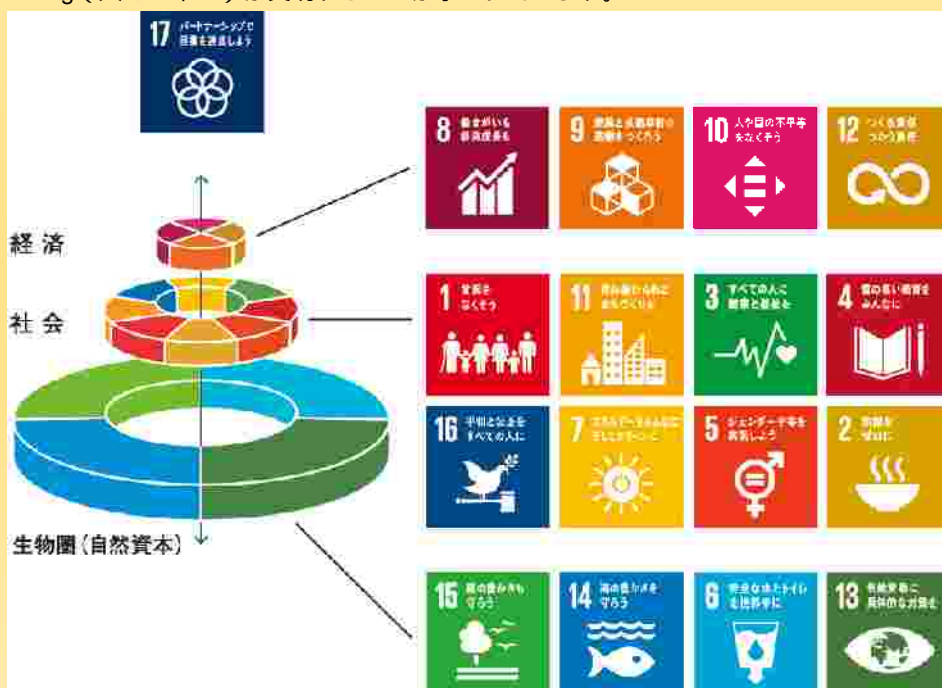 17 パートナーシップで
目標を達成しよう
8 働きがいも
経済成長も
9 産業と技術革新の
基盤をつくろう
10 人や国の不平等
をなくそう
12 つくる責任
つかう責任
経済
1 貧困を
なくそう
11 住み続けられる
まちづくりを
3 すべての人に
健康と福祉を
4 質の高い教育を
みんなに
社会
16 平和と公正を
すべての人に
7
5 ジェンダー平等を
実現しよう
2 飢餓を
ゼロに
生物圏(自然資本)
15 陸の豊かさも
守ろう
14 海の豊かさを
守ろう
6 安全な水とトイレ
を世界中に
13 気候変動に
具体的な対策を